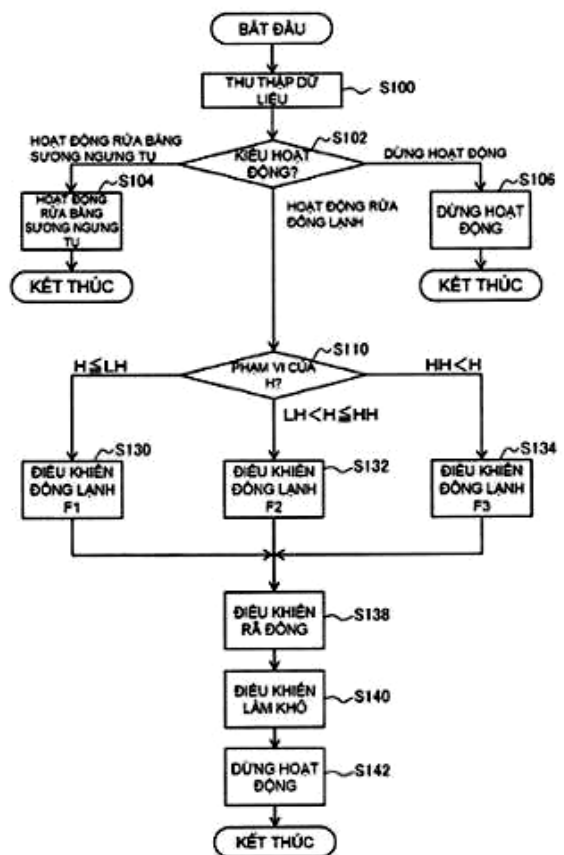 BẮT ĐẦU
THU THẬP DỮ
LIỆU
S100
S102
KIỂU HOẠT
ĐỘNG?
HOẠT ĐỘNG RỬA BẰNG
SƯƠNG NGƯNG TỤ
DỪNG HOẠT ĐỘNG
S104
HOẠT ĐỘNG
RỬA BẰNG
SƯƠNG NGƯNG
TỤ
KẾT THÚC
HOẠT ĐỘNG RỬA
ĐÔNG LẠNH
S106
DỪNG HOẠT
ĐỘNG
KẾT THÚC
S110
PHẠM VI CỦA
H?
H≦LH
LH<H≦HH
HH<H
S130
ĐIỀU KHIỂN
ĐÔNG LẠNH
F1
S132
ĐIỀU KHIỂN
ĐÔNG LẠNH
F2
S134
ĐIỀU KHIỂN
ĐÔNG LẠNH
F3
ĐIỀU KHIỂN
RÃ ĐÔNG
S138
ĐIỀU KHIỂN
LÀM KHÔ
S140
DỪNG HOẠT
ĐỘNG
S142
KẾT THÚC